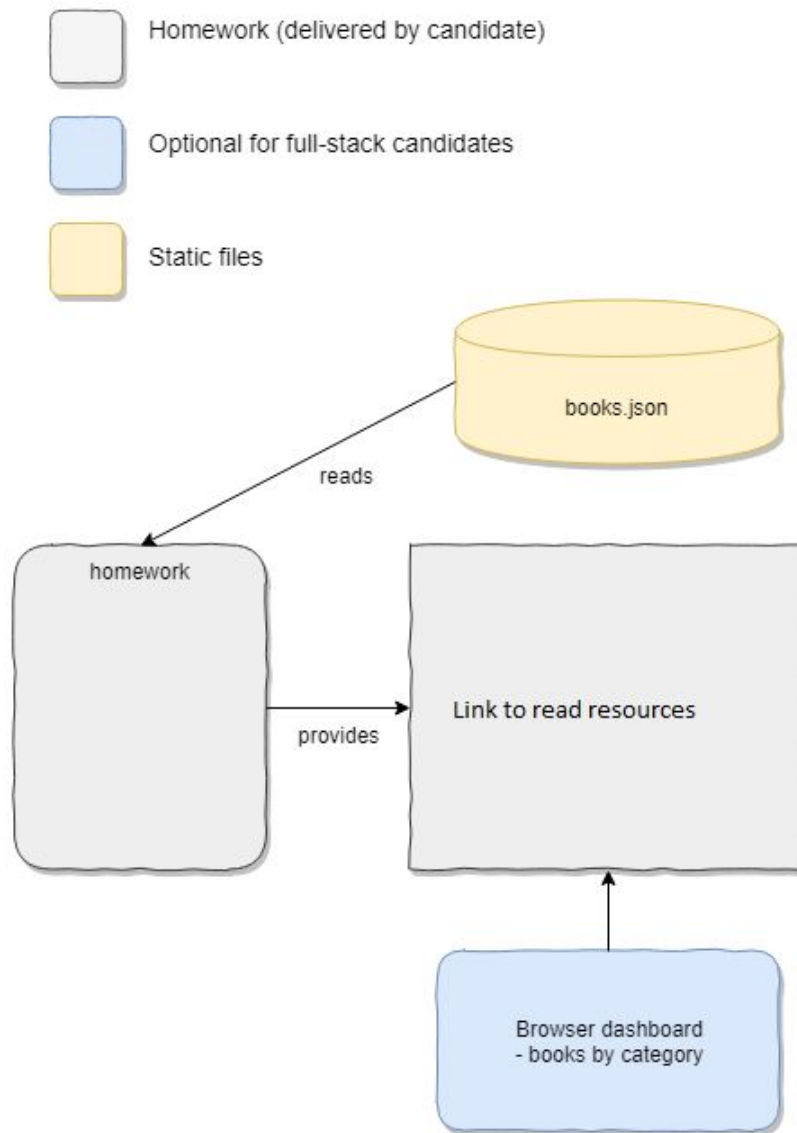 Homework (delivered by candidate)
Optional for full-stack candidates
Static files
books.json
reads
homework
Link to read resources
provides
Browser dashboard
- books by category